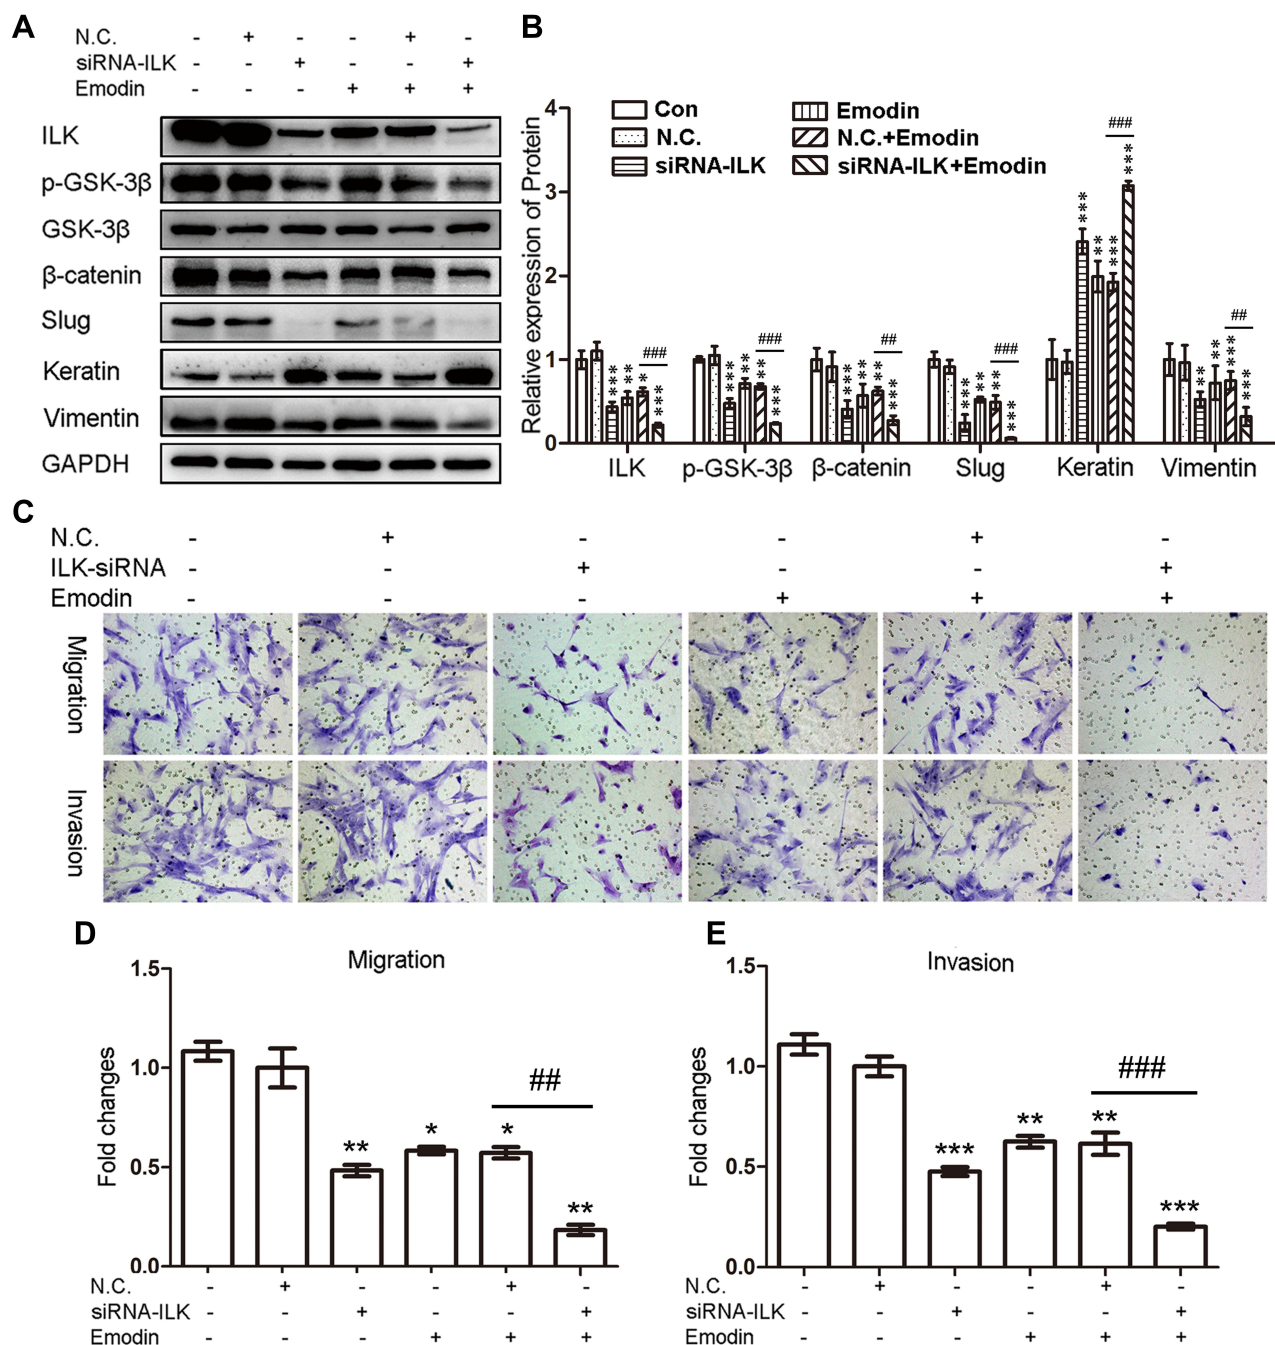 A
N.C. - + - - + -
siRNA-ILK - - + - - +
Emodin - - - + + +
ILK
p-GSK-3β
GSK-3β
β-catenin
Slug
Keratin
Vimentin
GAPDH
B
Relative expression of Protein
4
3
2
1
0
Con
N.C.
siRNA-ILK
Emodin
N.C.+Emodin
siRNA-ILK+Emodin
*** ** ** *** ###
*** ** ** *** ###
*** ** ** *** ##
*** ** ** *** ###
*** ** *** *** ###
** ** *** *** ##
ILK p-GSK-3β β-catenin Slug Keratin Vimentin
C
N.C. - + - - + -
ILK-siRNA - - + - - +
Emodin - - - + + +
Migration
Invasion
D
Migration
Fold changes
1.5
1.0
0.5
0.0
##
** * * **
N.C. - + - - + -
siRNA-ILK - - + - - +
Emodin - - - + + +
E
Invasion
Fold changes
1.5
1.0
0.5
0.0
###
*** ** ** ***
N.C. - + - - + -
siRNA-ILK - - + - - +
Emodin - - - + + +